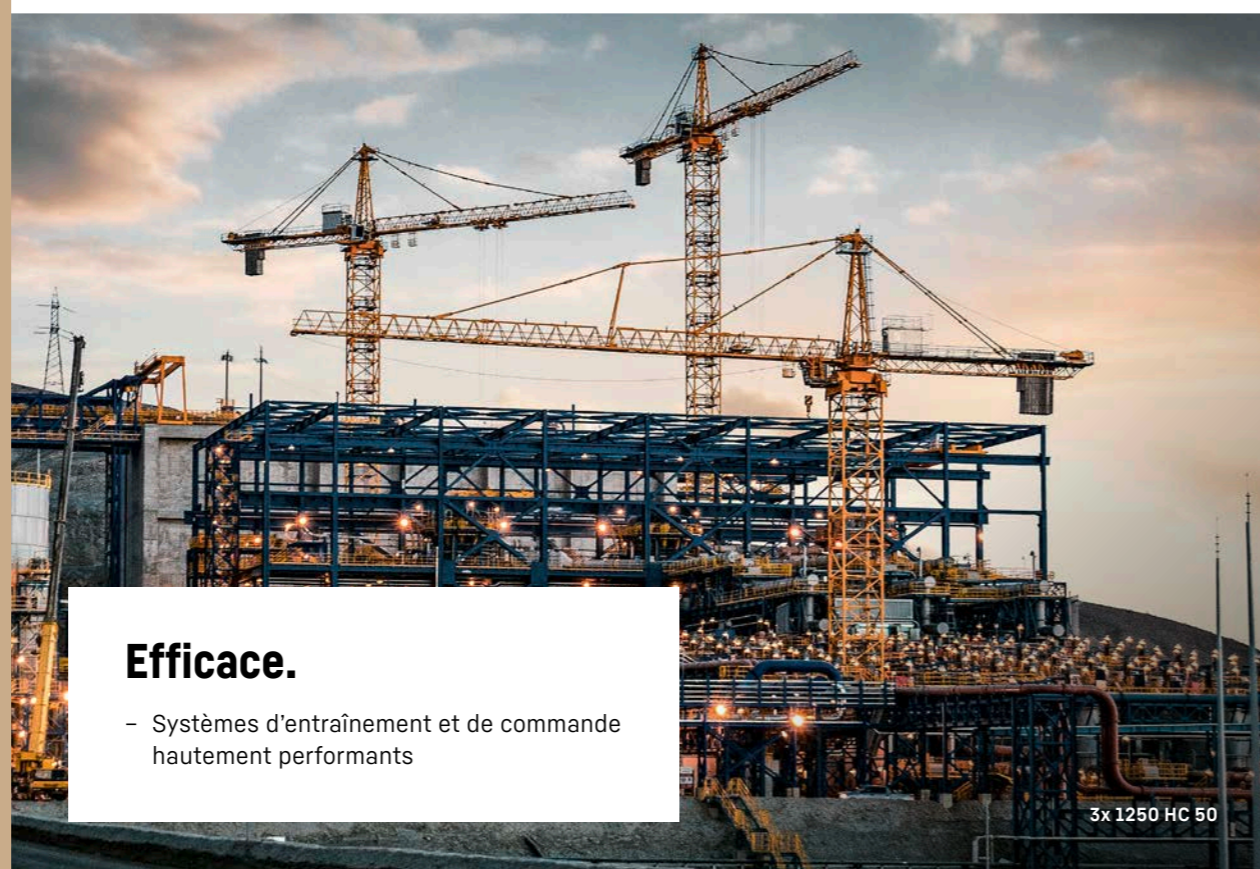 Efficace.
– Systèmes d’entraînement et de commande
hautement performants
3x 1250 HC 50